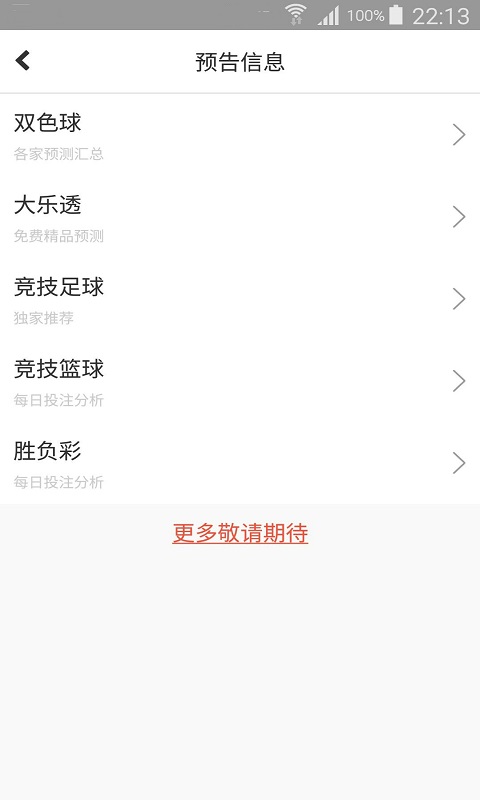 100% 22:13
预告信息
双色球
各家预测汇总
大乐透
免费精品预测
竞技足球
独家推荐
竞技篮球
每日投注分析
胜负彩
每日投注分析
更多敬请期待